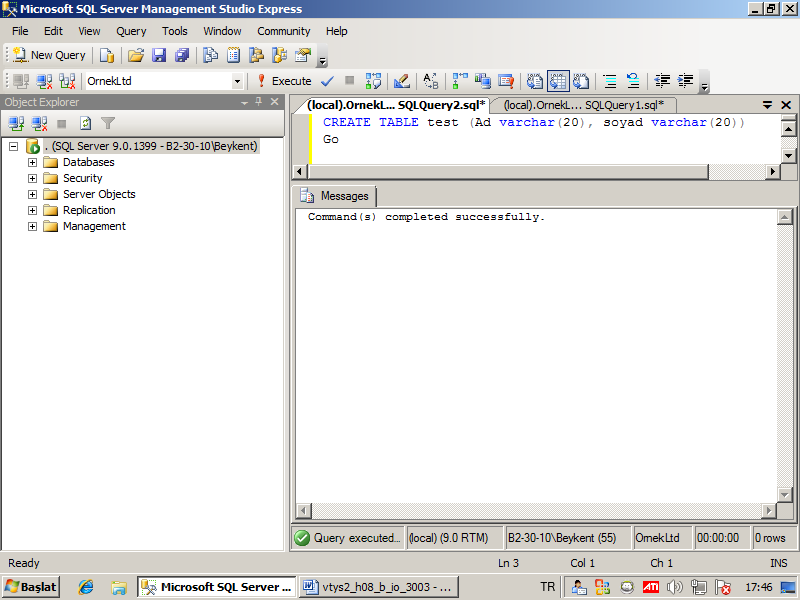 Microsoft SQL Server Management Studio Express
File Edit View Query Tools Window Community Help
New Query
OrnekLtd Execute
Object Explorer
(local).OrnekL... SQLQuery2.sql* (local).OrnekL... SQLQuery1.sql*
. (SQL Server 9.0.1399 - B2-30-10\Beykent)
Databases
Security
Server Objects
Replication
Management
CREATE TABLE test (Ad varchar(20), soyad varchar(20))
Go
Messages
Command(s) completed successfully.
Query executed... (local) (9.0 RTM) B2-30-10\Beykent (55) OrnekLtd 00:00:00 0 rows
Ready Ln 3 Col 1 Ch 1 INS
Başlat Microsoft SQL Server ... vtys2_h08_b_io_3003 - ... TR ATI 17:46